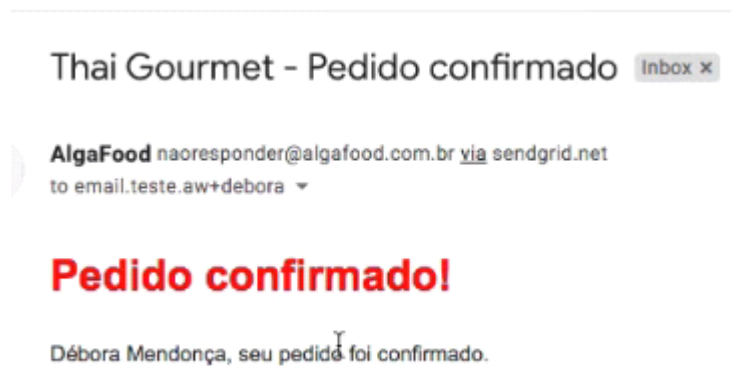 Thai Gourmet - Pedido confirmado Inbox x
AlgaFood naoresponder@algafood.com.br via sendgrid.net
to email.teste.aw+debora
Pedido confirmado!
Débora Mendonça, seu pedido foi confirmado.